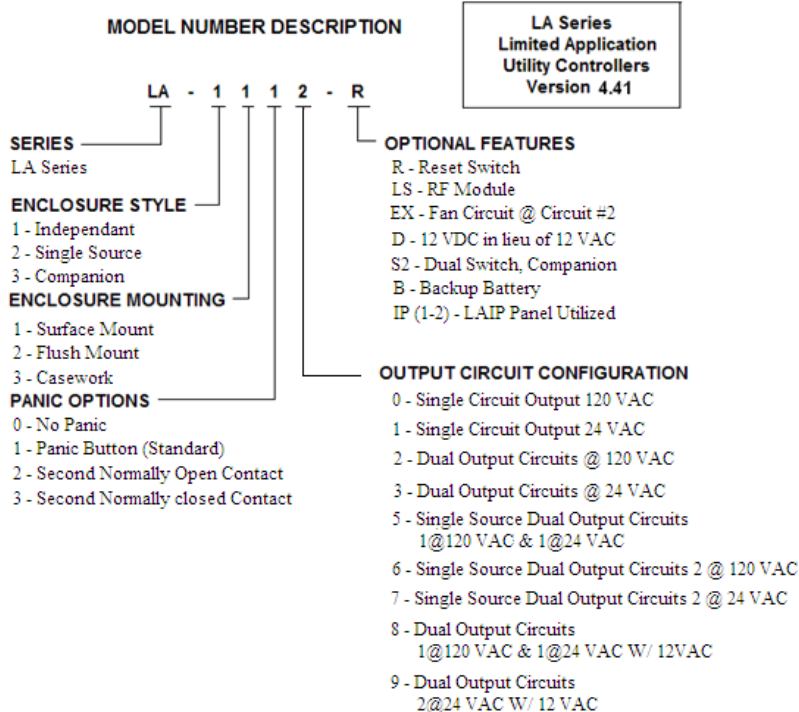 MODEL NUMBER DESCRIPTION
LA Series
Limited Application
Utility Controllers
Version 4.41
LA - 1 1 1 2 - R
SERIES
LA Series
ENCLOSURE STYLE
1 - Independant
2 - Single Source
3 - Companion
ENCLOSURE MOUNTING
1 - Surface Mount
2 - Flush Mount
3 - Casework
PANIC OPTIONS
0 - No Panic
1 - Panic Button (Standard)
2 - Second Normally Open Contact
3 - Second Normally closed Contact
OPTIONAL FEATURES
R - Reset Switch
LS - RF Module
EX - Fan Circuit @ Circuit #2
D - 12 VDC in lieu of 12 VAC
S2 - Dual Switch, Companion
B - Backup Battery
IP (1-2) - LAIP Panel Utilized
OUTPUT CIRCUIT CONFIGURATION
0 - Single Circuit Output 120 VAC
1 - Single Circuit Output 24 VAC
2 - Dual Output Circuits @ 120 VAC
3 - Dual Output Circuits @ 24 VAC
5 - Single Source Dual Output Circuits
1@120 VAC & 1@24 VAC
6 - Single Source Dual Output Circuits 2 @ 120 VAC
7 - Single Source Dual Output Circuits 2 @ 24 VAC
8 - Dual Output Circuits
1@120 VAC & 1@24 VAC W/ 12VAC
9 - Dual Output Circuits
2@24 VAC W/ 12 VAC